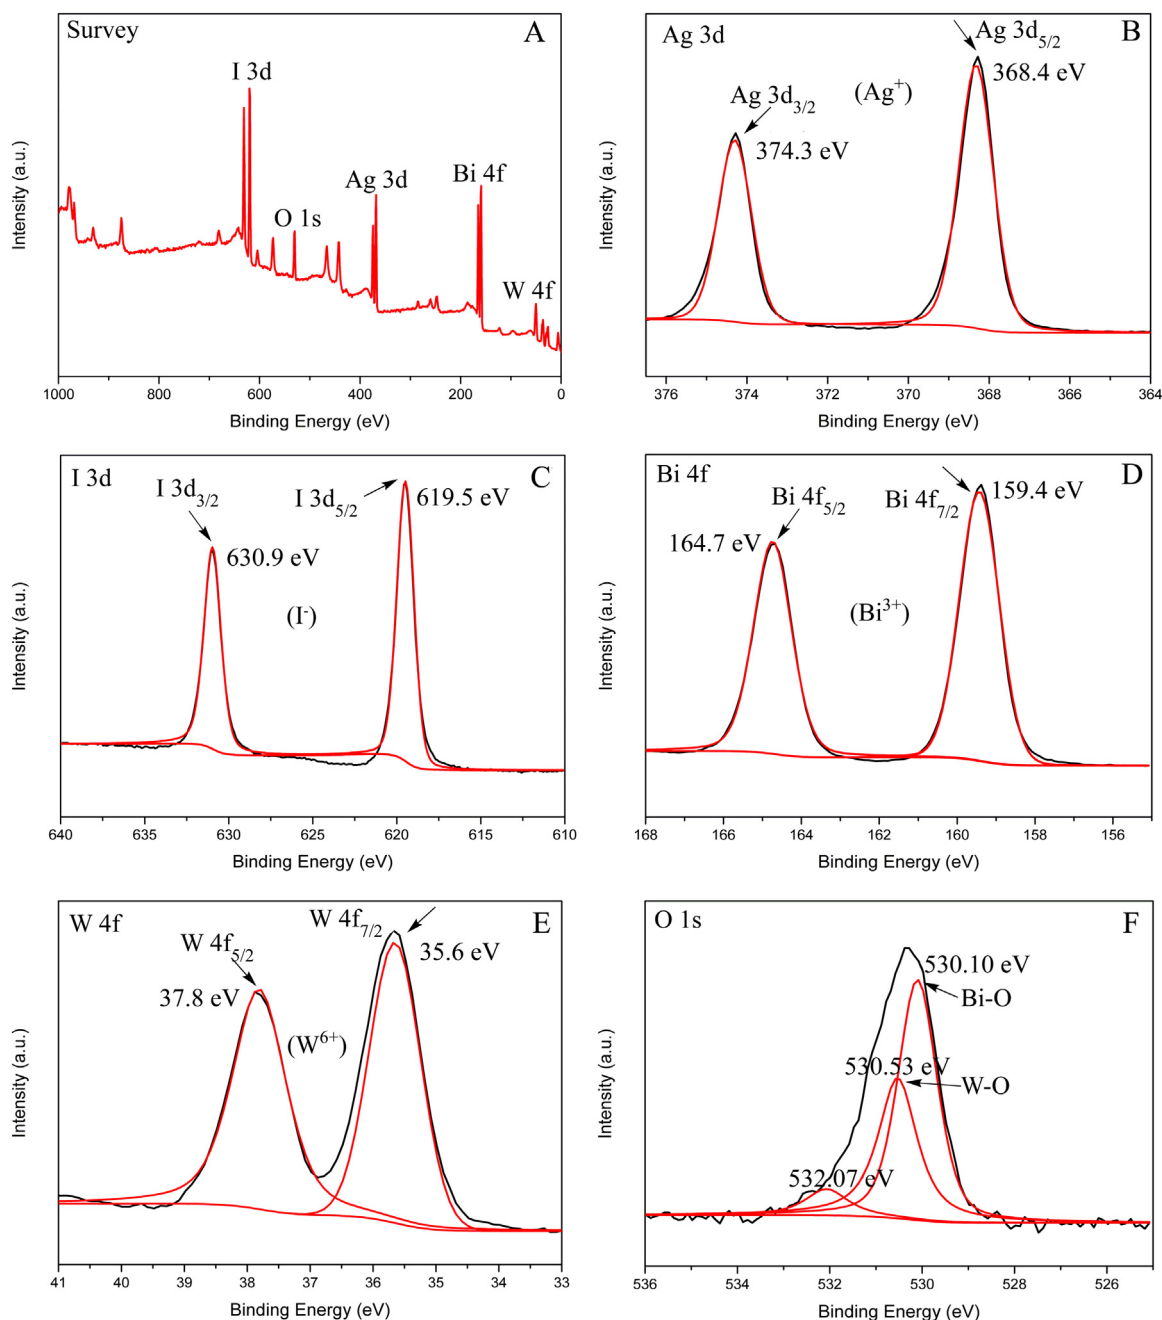 Survey
A
I 3d
O 1s
Ag 3d
Bi 4f
W 4f
Intensity (a.u.)
1000 800 600 400 200 0
Binding Energy (eV)
Ag 3d
B
Ag 3d5/2
368.4 eV
(Ag+)
Ag 3d3/2
374.3 eV
Intensity (a.u.)
376 374 372 370 368 366 364
Binding Energy (eV)
I 3d
C
I 3d3/2
630.9 eV
I 3d5/2
619.5 eV
(I-)
Intensity (a.u.)
640 635 630 625 620 615 610
Binding Energy (eV)
Bi 4f
D
Bi 4f5/2
164.7 eV
Bi 4f7/2
159.4 eV
(Bi3+)
Intensity (a.u.)
168 166 164 162 160 158 156
Binding Energy (eV)
W 4f
E
W 4f5/2
37.8 eV
W 4f7/2
35.6 eV
(W6+)
Intensity (a.u.)
41 40 39 38 37 36 35 34 33
Binding Energy (eV)
O 1s
F
530.10 eV
Bi-O
530.53 eV
W-O
532.07 eV
Intensity (a.u.)
536 534 532 530 528 526
Binding Energy (eV)